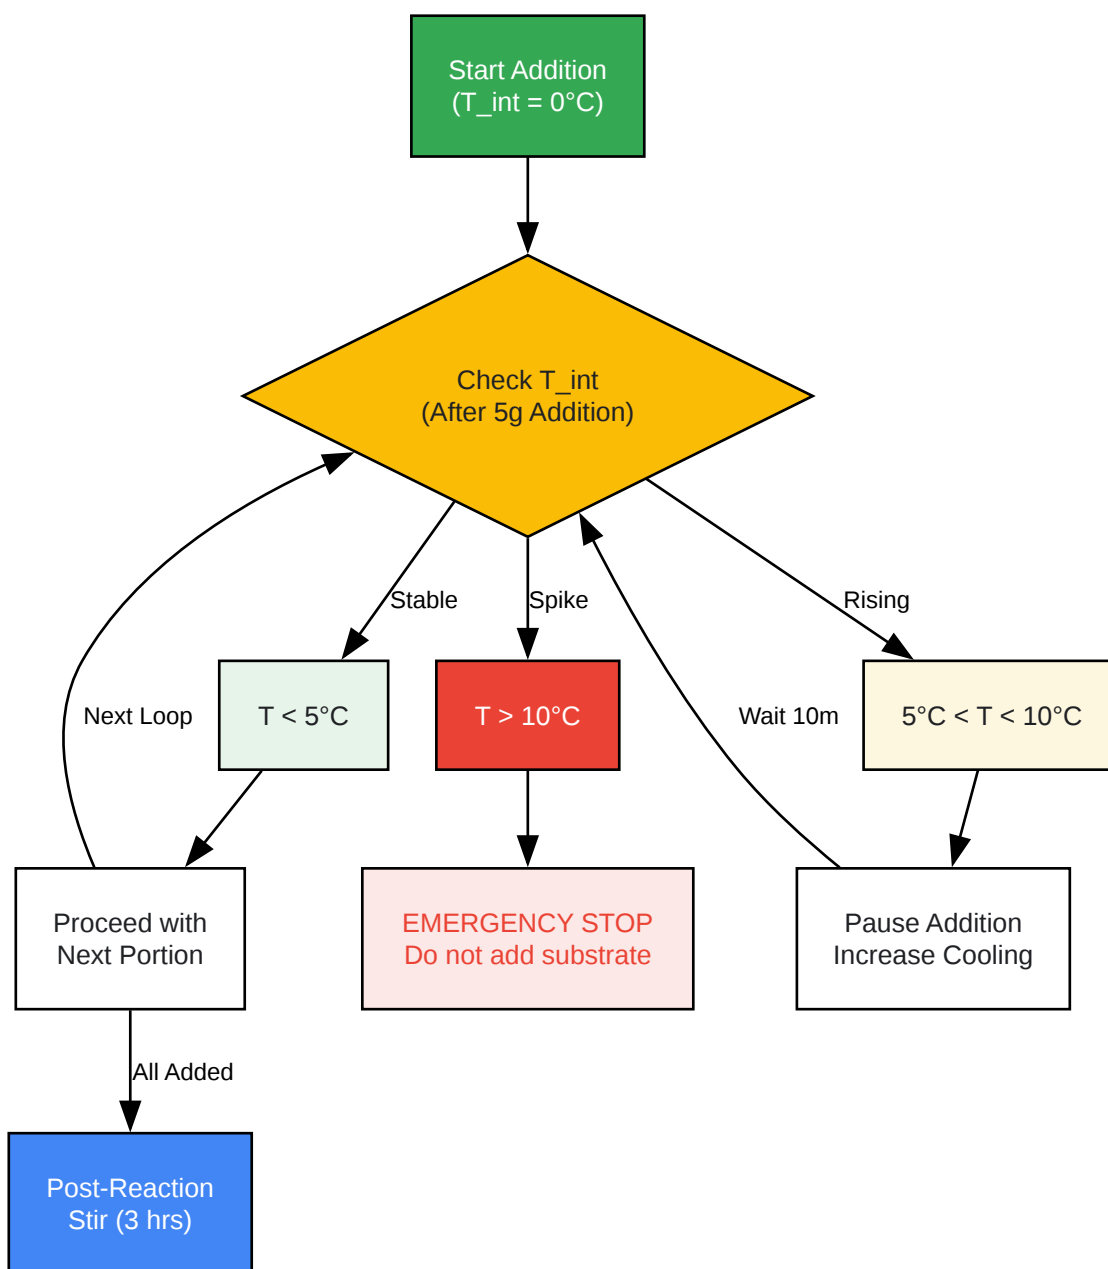 Start Addition
(T_int = 0°C)
Check T_int
(After 5g Addition)
Stable
Spike
Rising
Next Loop
T < 5°C
T > 10°C
Wait 10m
5°C < T < 10°C
Proceed with
Next Portion
EMERGENCY STOP
Do not add substrate
Pause Addition
Increase Cooling
All Added
Post-Reaction
Stir (3 hrs)